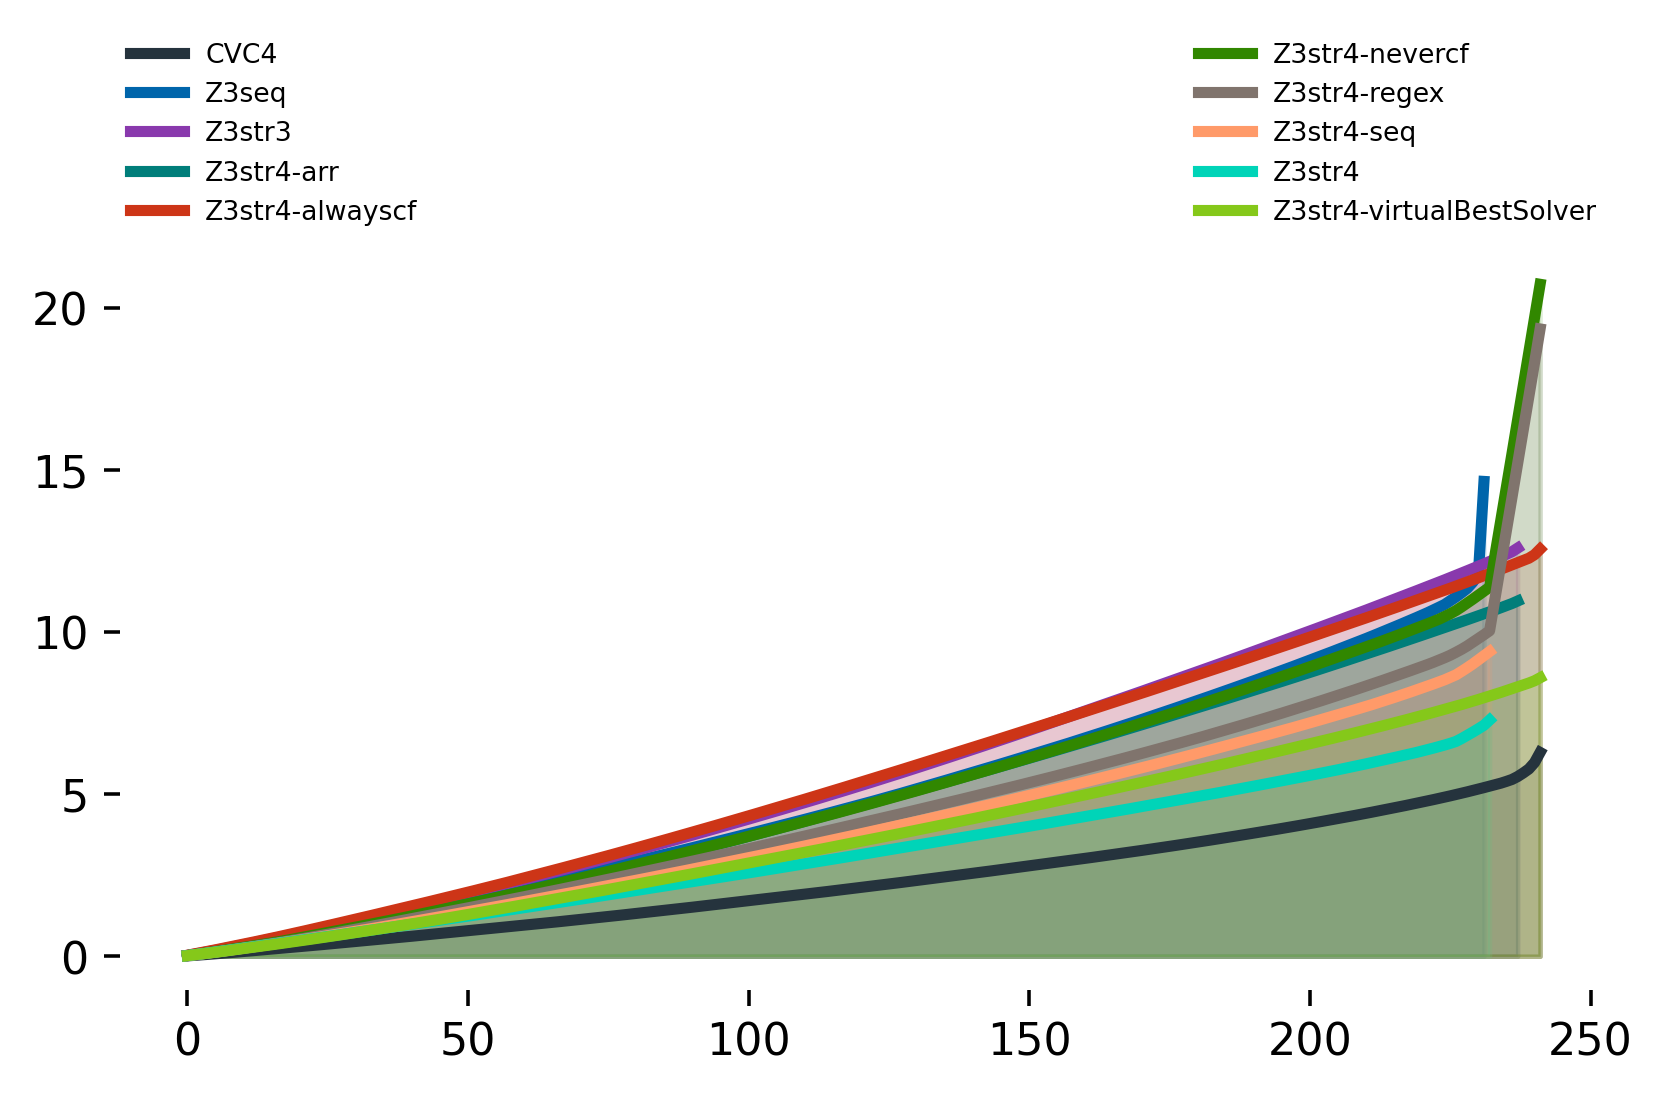 CVC4
Z3seq
Z3str3
Z3str4-arr
Z3str4-alwayscf
Z3str4-nevercf
Z3str4-regex
Z3str4-seq
Z3str4
Z3str4-virtualBestSolver
20
15
10
5
0
0 50 100 150 200 250